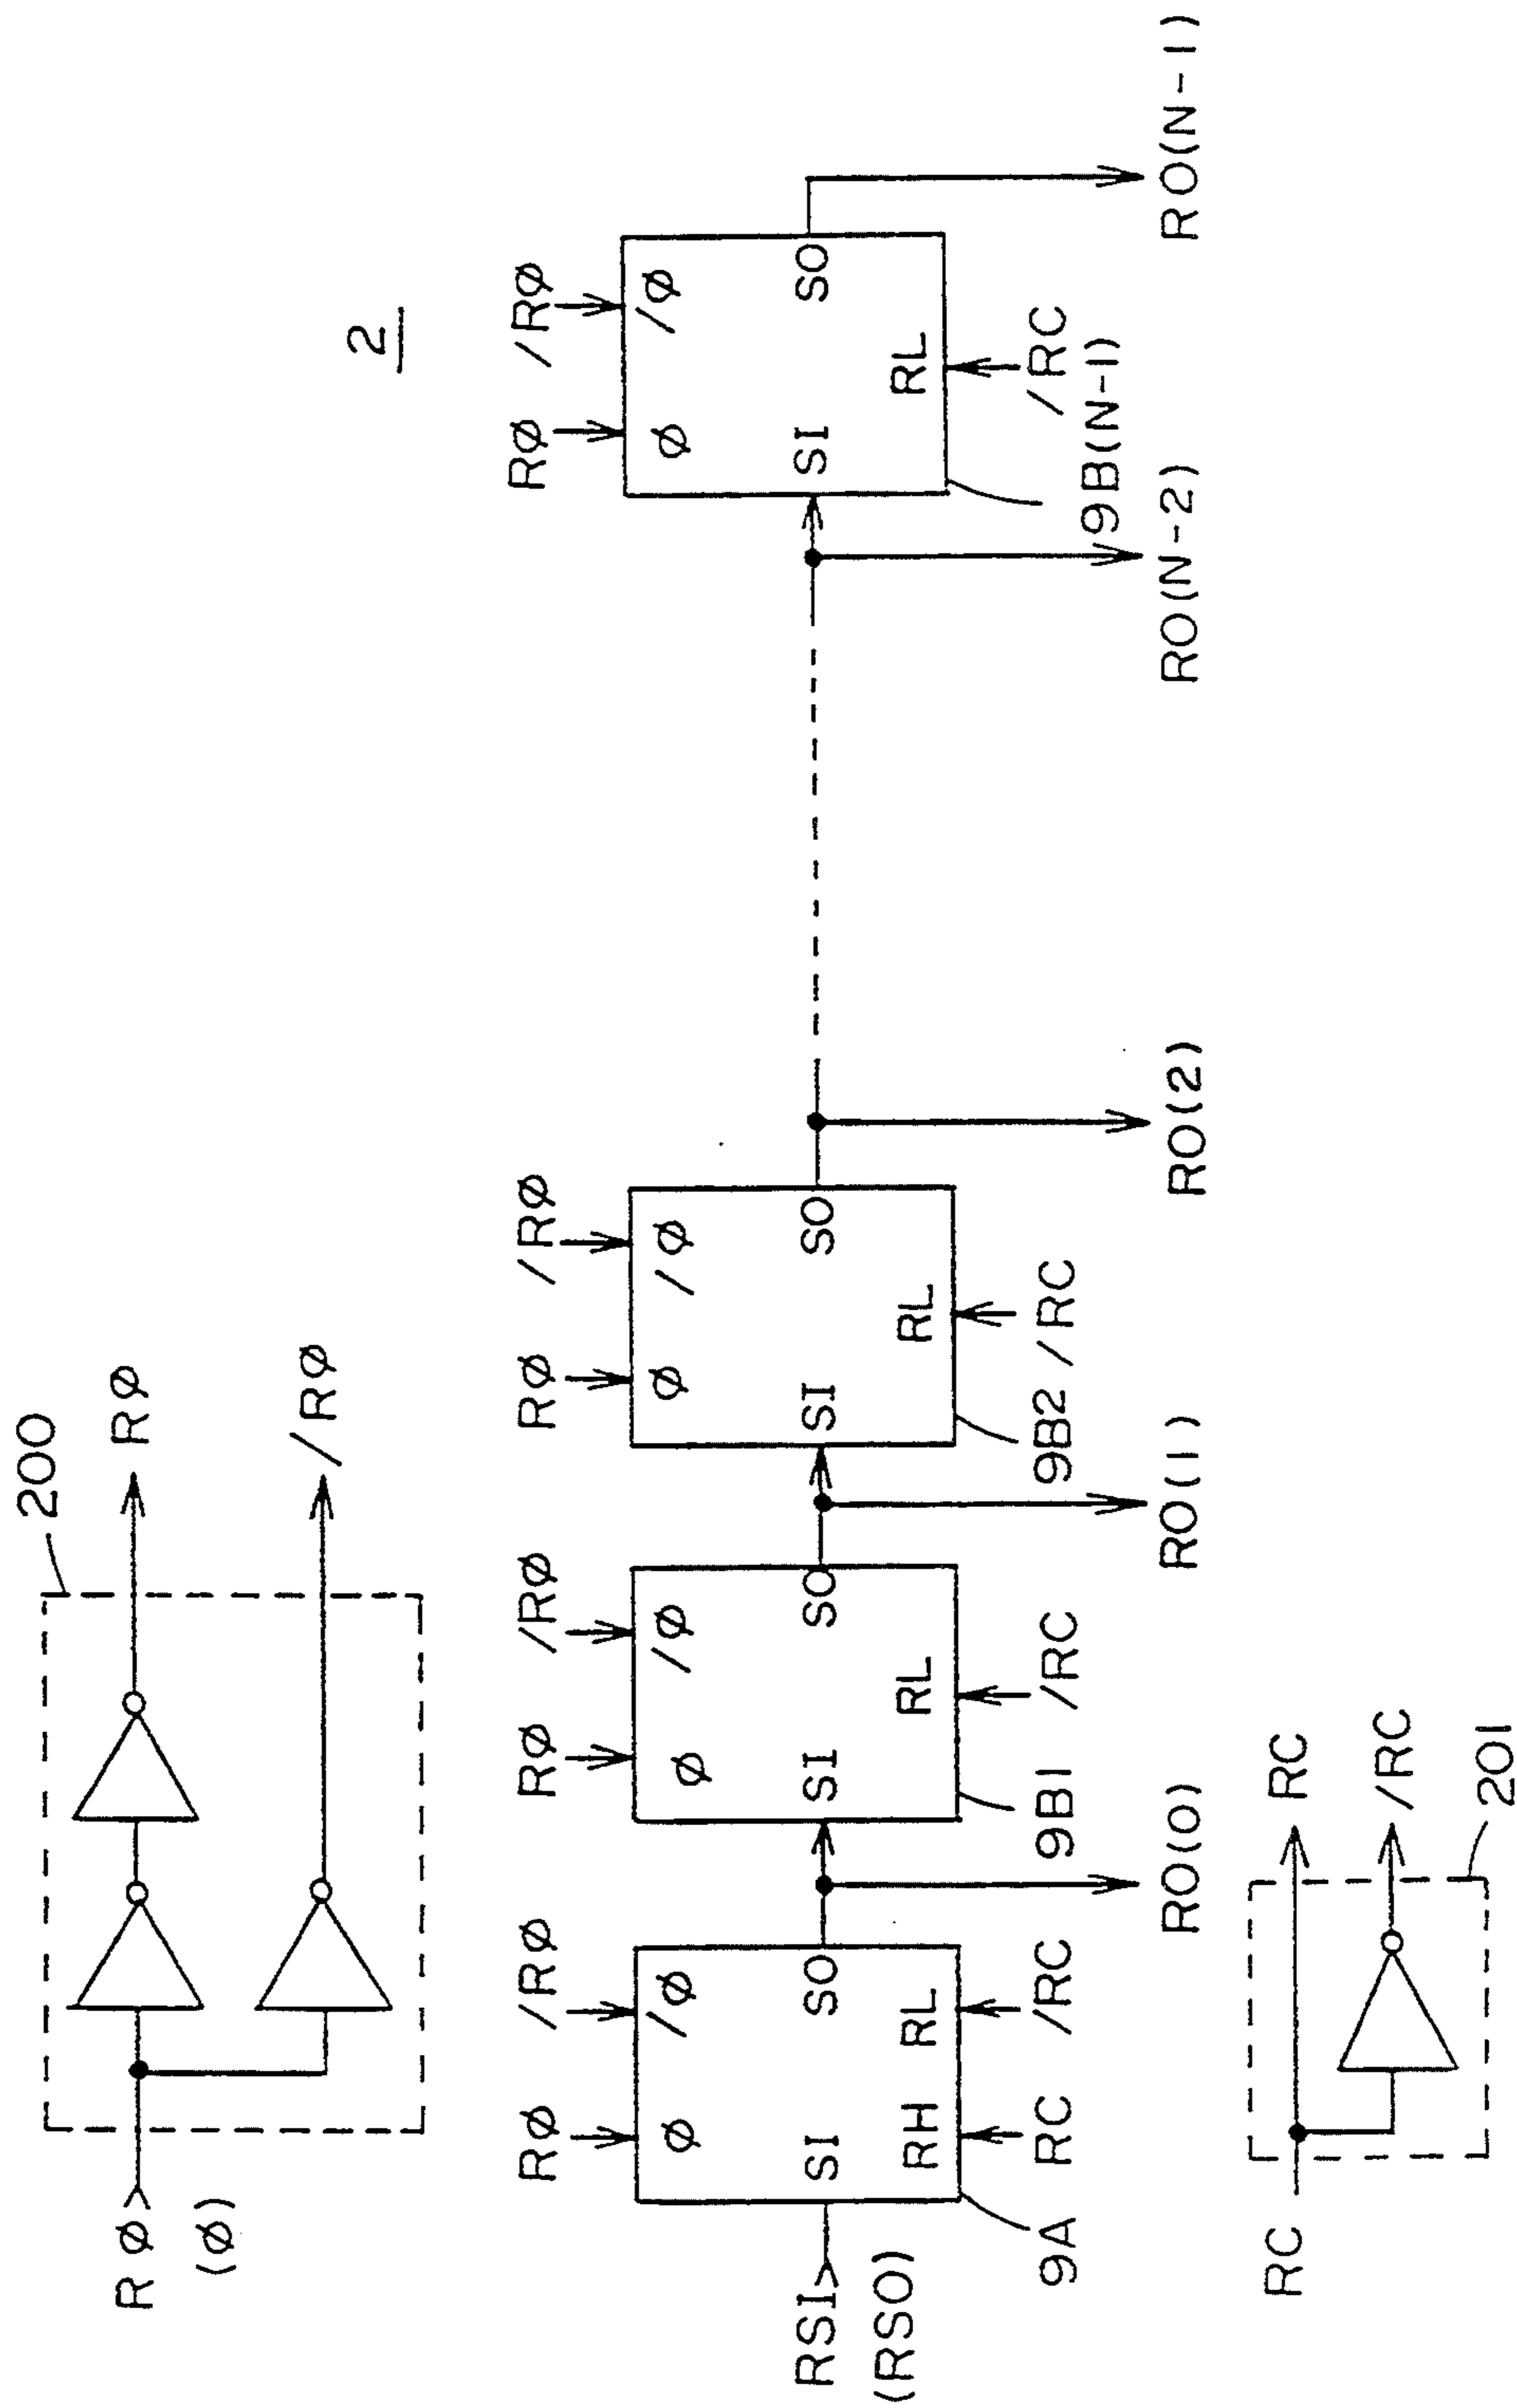 200
RØ> RØ
(Ø) /RØ
2
RØ /RØ RØ /RØ RØ /RØ RØ /RØ
Ø /Ø Ø /Ø Ø /Ø Ø /Ø
RSI> SI SO SI SO SI SO SI SO
(RSO)
RH RL RL RL RL
9A RC /RC 9B1 /RC 9B2 /RC /RC
9B(N-1)
RO(0) RO(1) RO(2) RO(N-2) RO(N-1)
RC RC
/RC
201